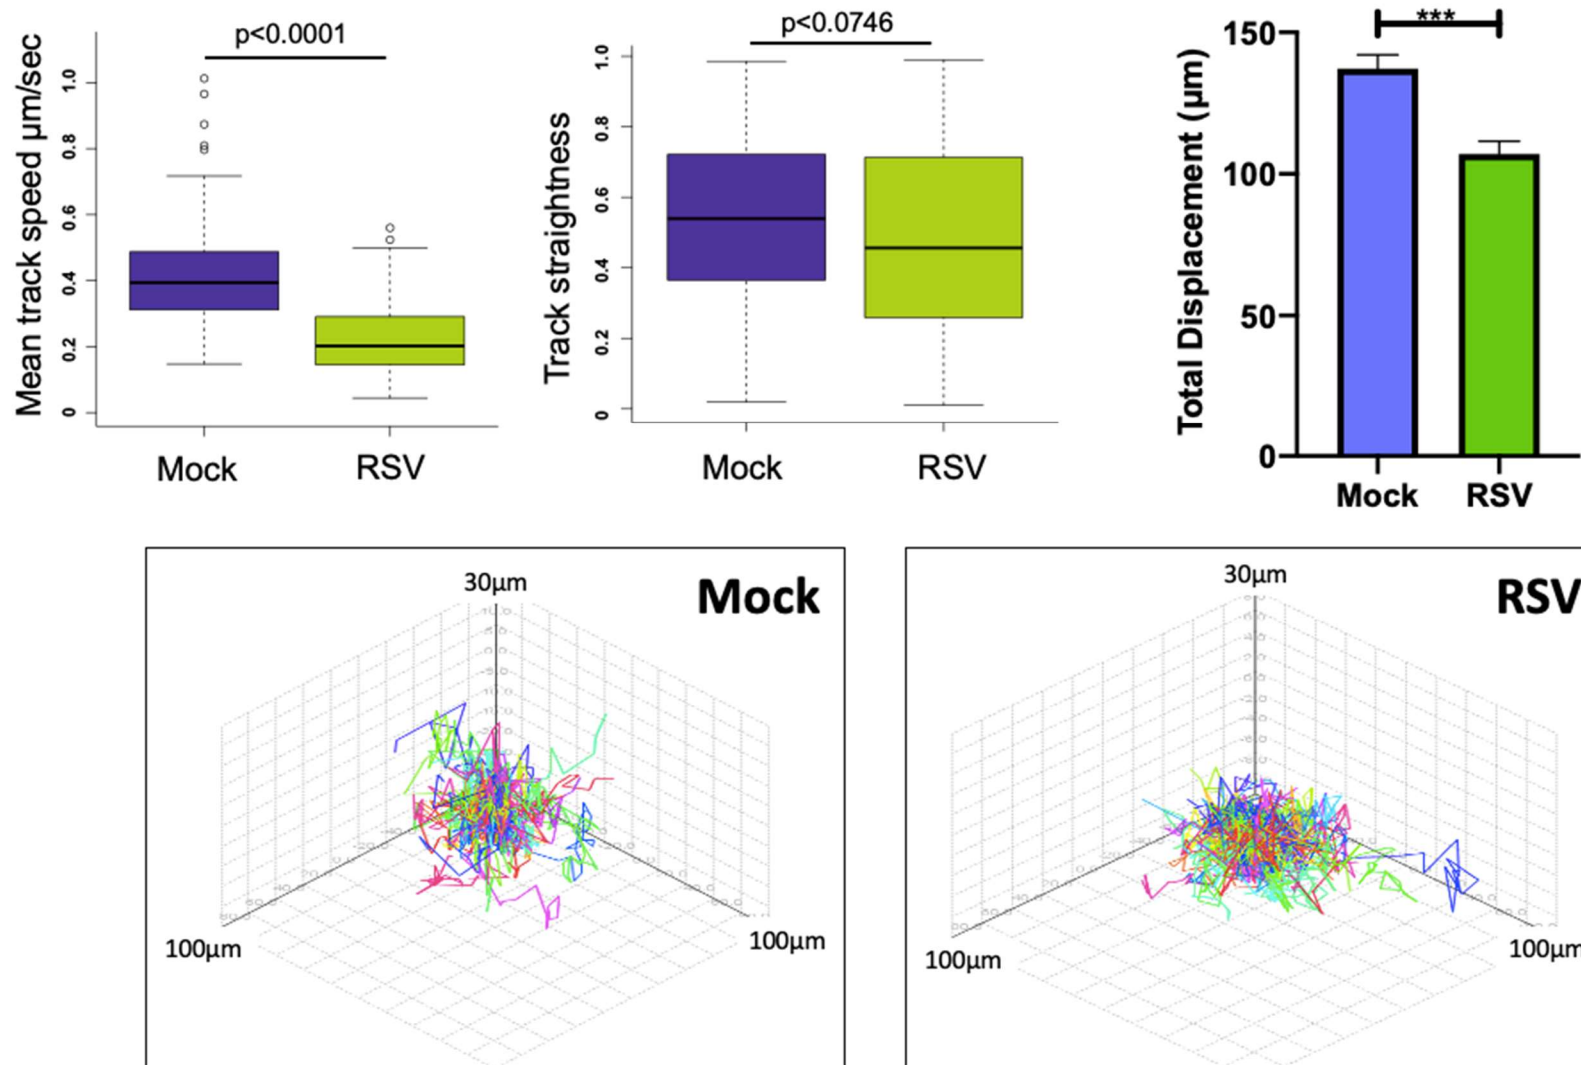 p<0.0001
Mean track speed µm/sec
1.0
0.8
0.6
0.4
0.2
0
Mock RSV
p<0.0746
Track straightness
1.0
0.8
0.6
0.4
0.2
0
Mock RSV
***
Total Displacement (µm)
150
100
50
0
Mock RSV
30µm
Mock
100µm
100µm
30µm
RSV
100µm
100µm